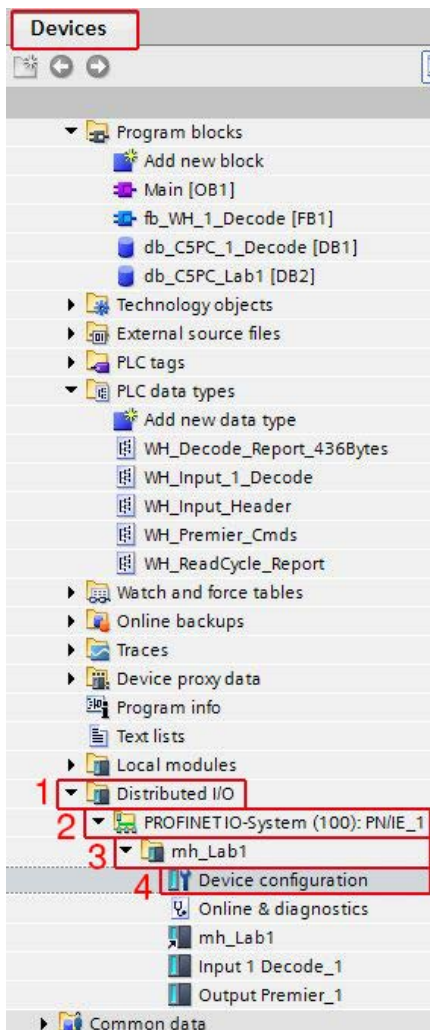 Devices
Program blocks
Add new block
Main [OB1]
fb_WH_1_Decode [FB1]
db_C5PC_1_Decode [DB1]
db_C5PC_Lab1 [DB2]
Technology objects
External source files
PLC tags
PLC data types
Add new data type
WH_Decode_Report_436Bytes
WH_Input_1_Decode
WH_Input_Header
WH_Premier_Cmds
WH_ReadCycle_Report
Watch and force tables
Online backups
Traces
Device proxy data
Program info
Text lists
Local modules
1 Distributed I/O
2 PROFINET IO-System (100): PN/IE_1
3 mh_Lab1
4 Device configuration
Online & diagnostics
mh_Lab1
Input 1 Decode_1
Output Premier_1
Common data